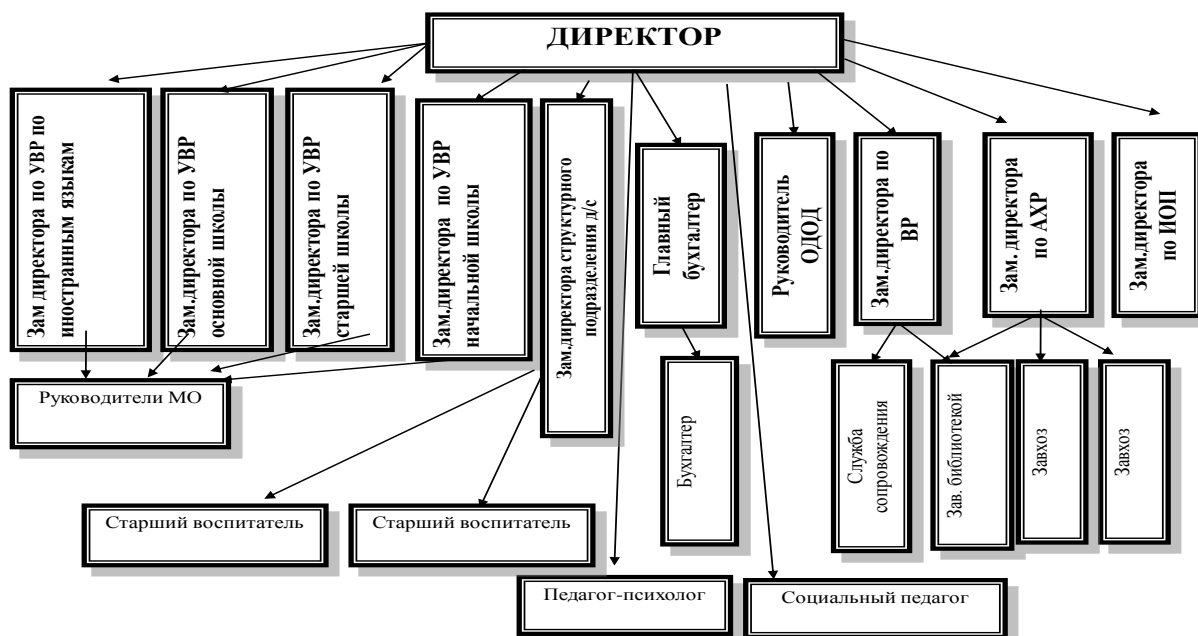 ДИРЕКТОР
Зам директора по УВР по
иностранным языкам
Зам.директора по УВР
основной школы
Зам.директора по УВР
старшей школы
Зам.директора по УВР
начальной школы
Зам.директора структурного
подразделения д/с
Главный
бухгалтер
Руководитель
ОДОД
Зам.директора по
ВР
Зам. директора
по АХР
Зам.директора
по ИОП
Руководители МО
Бухгалтер
Служба
сопровождения
Зав. библиотекой
Завхоз
Завхоз
Старший воспитатель
Старший воспитатель
Педагог-психолог
Социальный педагог